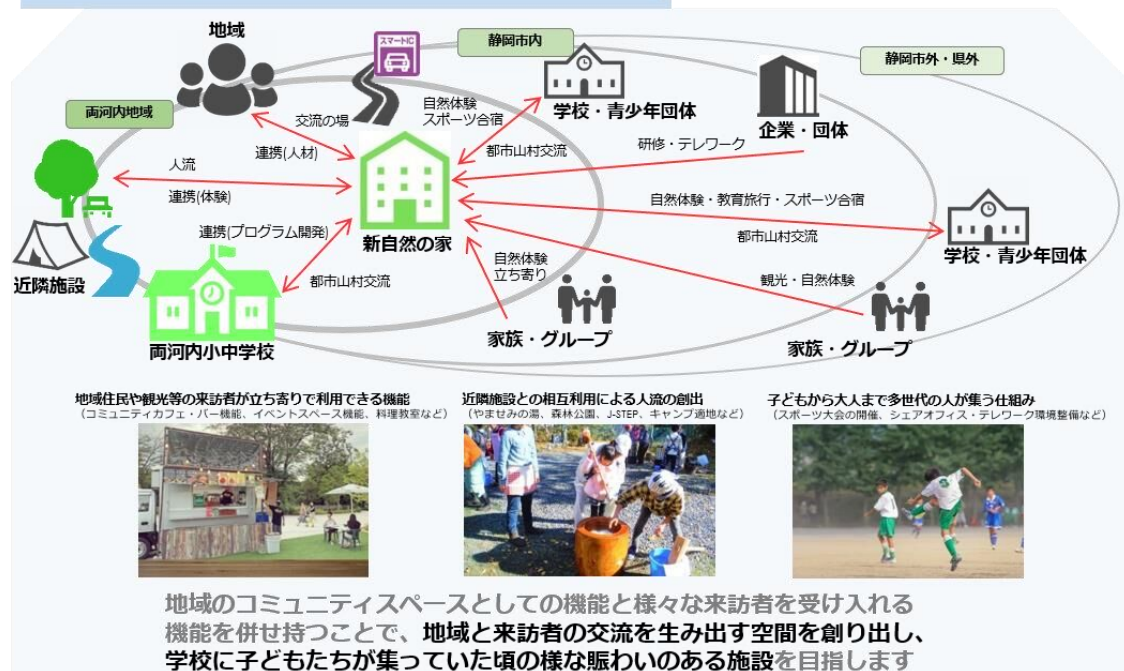 地域
スマートIC
静岡市内
静岡市外・県外
両河内地域
交流の場
連携(人材)
自然体験
スポーツ合宿
都市山村交流
学校・青少年団体
企業・団体
研修・テレワーク
人流
連携(体験)
自然体験・教育旅行・スポーツ合宿
都市山村交流
学校・青少年団体
連携(プログラム開発)
新自然の家
都市山村交流
自然体験
立ち寄り
観光・自然体験
近隣施設
両河内小中学校
家族・グループ
家族・グループ
地域住民や観光等の来訪者が立ち寄りで利用できる機能
(コミュニティカフェ・バー機能、イベントスペース機能、料理教室など)
近隣施設との相互利用による人流の創出
(やませみの湯、森林公園、J-STEP、キャンプ適地など)
子どもから大人まで多世代の人が集う仕組み
(スポーツ大会の開催、シェアオフィス・テレワーク環境整備など)
地域のコミュニティスペースとしての機能と様々な来訪者を受け入れる
機能を併せ持つことで、地域と来訪者の交流を生み出す空間を創り出し、
学校に子どもたちが集っていた頃の様な賑わいのある施設を目指します